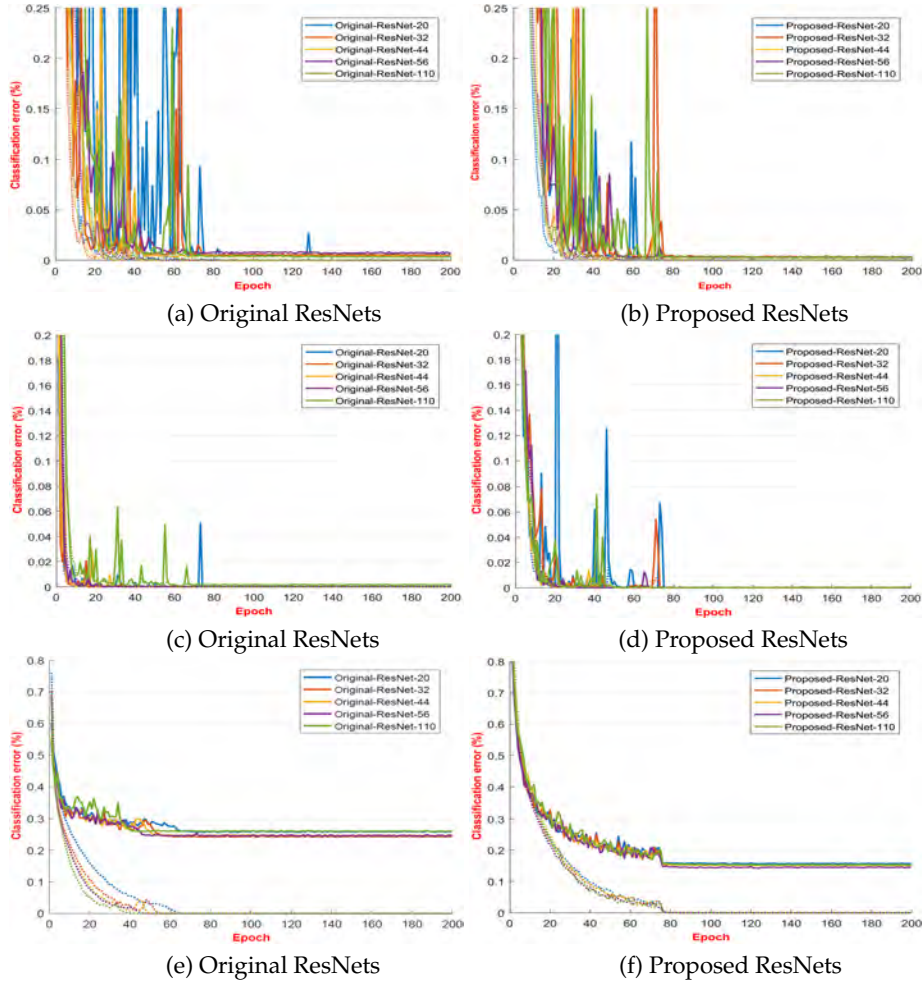 0.25
0.2
0.15
0.1
0.05
0
Classification error (%)
0 20 40 60 80 100 120 140 160 180 200
Epoch
Original-ResNet-20
Original-ResNet-32
Original-ResNet-44
Original-ResNet-56
Original-ResNet-110
(a) Original ResNets
0.25
0.2
0.15
0.1
0.05
0
Classification error (%)
0 20 40 60 80 100 120 140 160 180 200
Epoch
Proposed-ResNet-20
Proposed-ResNet-32
Proposed-ResNet-44
Proposed-ResNet-56
Proposed-ResNet-110
(b) Proposed ResNets
0.2
0.18
0.16
0.14
0.12
0.1
0.08
0.06
0.04
0.02
0
Classification error (%)
0 20 40 60 80 100 120 140 160 180 200
Epoch
Original-ResNet-20
Original-ResNet-32
Original-ResNet-44
Original-ResNet-56
Original-ResNet-110
(c) Original ResNets
0.2
0.18
0.16
0.14
0.12
0.1
0.08
0.06
0.04
0.02
0
Classification error (%)
0 20 40 60 80 100 120 140 160 180 200
Epoch
Proposed-ResNet-20
Proposed-ResNet-32
Proposed-ResNet-44
Proposed-ResNet-56
Proposed-ResNet-110
(d) Proposed ResNets
0.8
0.7
0.6
0.5
0.4
0.3
0.2
0.1
0
Classification error (%)
0 20 40 60 80 100 120 140 160 180 200
Epoch
Original-ResNet-20
Original-ResNet-32
Original-ResNet-44
Original-ResNet-56
Original-ResNet-110
(e) Original ResNets
0.8
0.7
0.6
0.5
0.4
0.3
0.2
0.1
0
Classification error (%)
0 20 40 60 80 100 120 140 160 180 200
Epoch
Proposed-ResNet-20
Proposed-ResNet-32
Proposed-ResNet-44
Proposed-ResNet-56
Proposed-ResNet-110
(f) Proposed ResNets